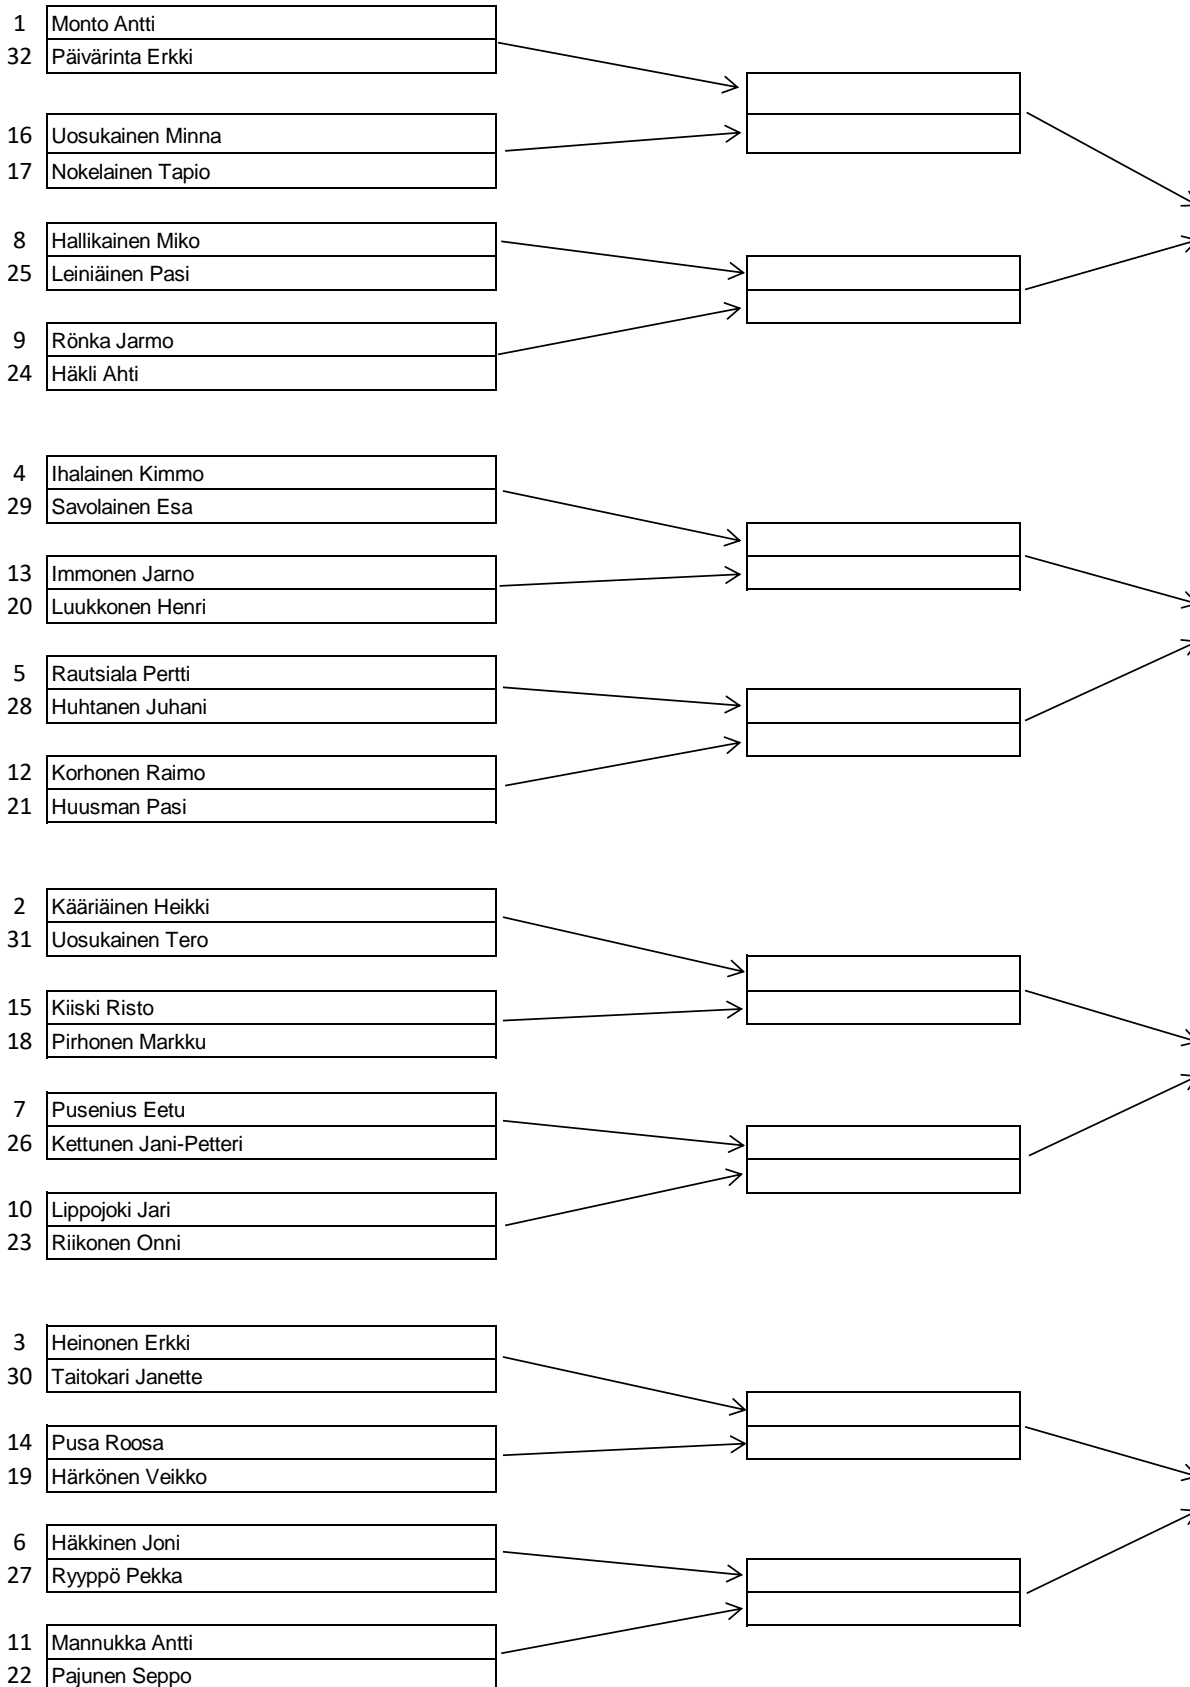 1 Monto Antti
32 Päivärinta Erkki
16 Uosukainen Minna
17 Nokelainen Tapio
8 Hallikainen Miko
25 Leiniäinen Pasi
9 Rönka Jarmo
24 Häkli Ahti
4 Ihalainen Kimmo
29 Savolainen Esa
13 Immonen Jarno
20 Luukkonen Henri
5 Rautsiala Pertti
28 Huhtanen Juhani
12 Korhonen Raimo
21 Huusman Pasi
2 Kääriäinen Heikki
31 Uosukainen Tero
15 Kiiski Risto
18 Pirhonen Markku
7 Pusenius Eetu
26 Kettunen Jani-Petteri
10 Lippojoki Jari
23 Riikonen Onni
3 Heinonen Erkki
30 Taitokari Janette
14 Pusa Roosa
19 Härkönen Veikko
6 Häkkinen Joni
27 Ryyppö Pekka
11 Mannukka Antti
22 Pajunen Seppo